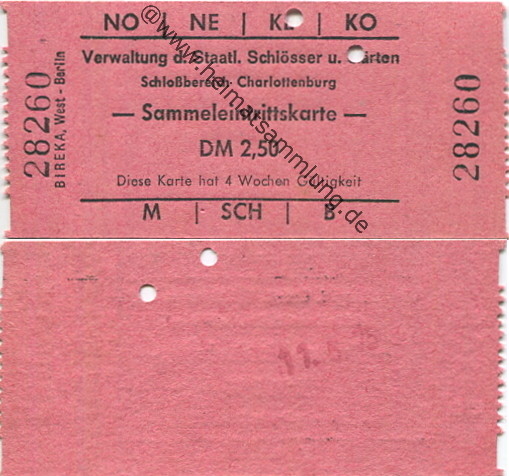 NO | NE | KL | KO
Verwaltung d. Staatl. Schlösser u. Gärten
Schloßbereich Charlottenburg
— Sammeleintrittskarte —
DM 2,50
Diese Karte hat 4 Wochen Gültigkeit
M | SCH | B
28260
BIREKA, West-Berlin
28260
@www.heimatsammlung.de